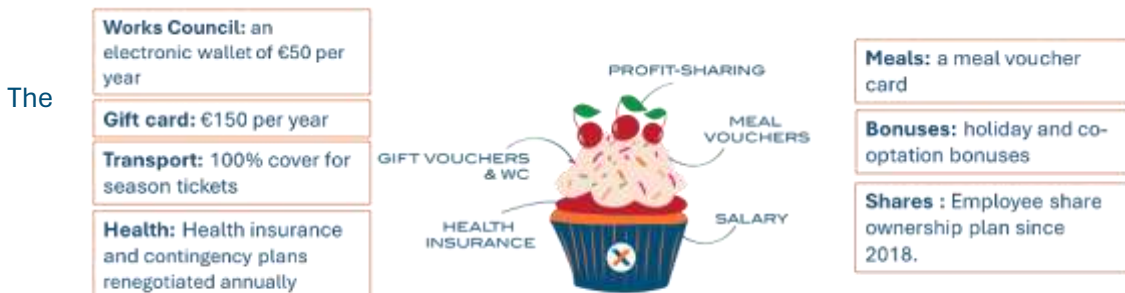 The
Works Council: an
electronic wallet of €50 per
year
Gift card: €150 per year
Transport: 100% cover for
season tickets
Health: Health insurance
and contingency plans
renegotiated annually
PROFIT-SHARING
MEAL
VOUCHERS
GIFT VOUCHERS
& WC
HEALTH
INSURANCE
SALARY
Meals: a meal voucher
card
Bonuses: holiday and co-
optation bonuses
Shares : Employee share
ownership plan since
2018.